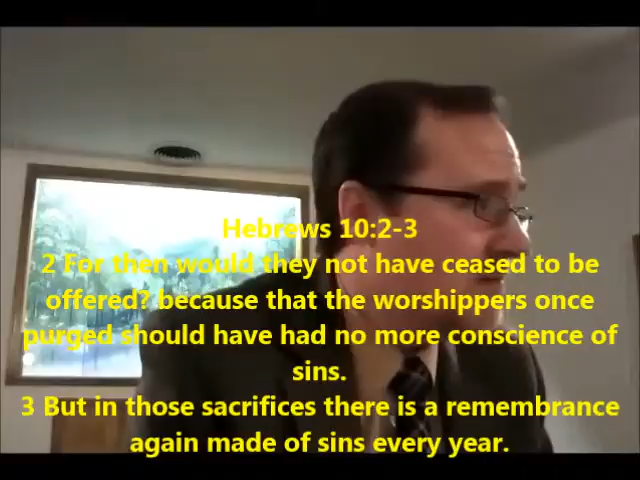 Hebrews 10:2-3
2 For then would they not have ceased to be
offered? because that the worshippers once
purged should have had no more conscience of
sins.
3 But in those sacrifices there is a remembrance
again made of sins every year.